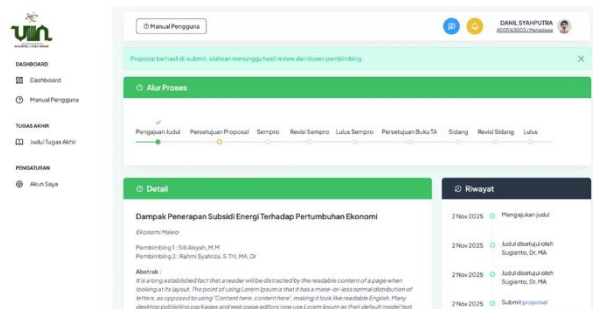 Manual Pengguna
DANIL SYAHPUTRA
DASHBOARD
Dashboard
Manual Pengguna
TUGAS AKHIR
Judul Tugas Akhir
PENGATURAN
Akun Saya
Proposal berhasil di-submit, silahkan menunggu hasil review dari dosen pembimbing.
Alur Proses
Pengajuan Judul Persetujuan Proposal Sempro Revisi Sempro Lulus Sempro Persetujuan Buku TA Sidang Revisi Sidang Lulus
Detail
Dampak Penerapan Subsidi Energi Terhadap Pertumbuhan Ekonomi
Ekonomi Makro
Pembimbing 1 : Siti Aisyah, M.M
Pembimbing 2 : Rahmi Syahriza, S.ThI, MA, Dr
Abstrak :
It is a long established fact that a reader will be distracted by the readable content of a page when
looking at its layout. The point of using Lorem Ipsum is that it has a more-or-less normal distribution of
letters, as opposed to using 'Content here, content here', making it look like readable English. Many
desktop publishing packages and web page editors now use Lorem Ipsum as their default model text,
Riwayat
2 Nov 2025 Mengajukan judul
2 Nov 2025 Judul disetujui oleh
Sugianto, Dr, MA
2 Nov 2025 Judul disetujui oleh
Sugianto, Dr, MA
2 Nov 2025 Submit proposal